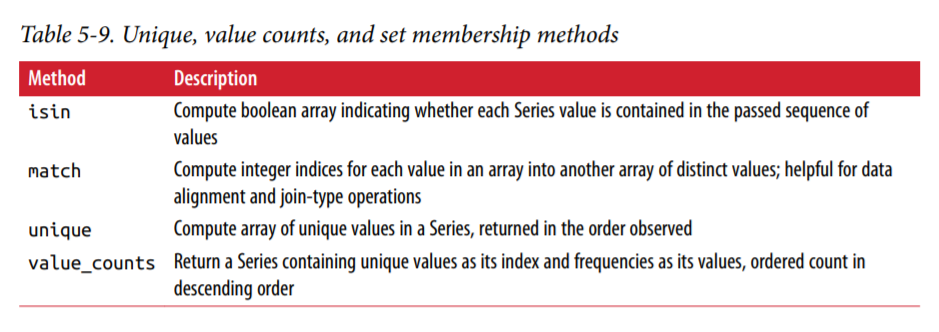 Table 5-9. Unique, value counts, and set membership methods
Method Description
isin Compute boolean array indicating whether each Series value is contained in the passed sequence of
values
match Compute integer indices for each value in an array into another array of distinct values; helpful for data
alignment and join-type operations
unique Compute array of unique values in a Series, returned in the order observed
value_counts Return a Series containing unique values as its index and frequencies as its values, ordered count in
descending order